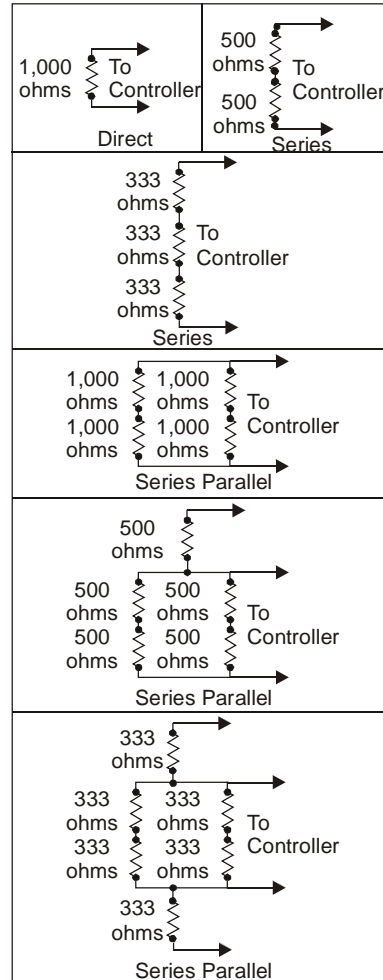 1,000 To
ohms Controller
Direct
500
ohms To
Controller
500
ohms
Series
333
ohms
333 To
ohms Controller
333
ohms
Series
1,000 1,000
ohms ohms To
1,000 1,000 Controller
ohms ohms
Series Parallel
500
ohms
500 500
ohms ohms To
500 500 Controller
ohms ohms
Series Parallel
333
ohms
333 333
ohms ohms To
333 333 Controller
ohms ohms
333
ohms
Series Parallel